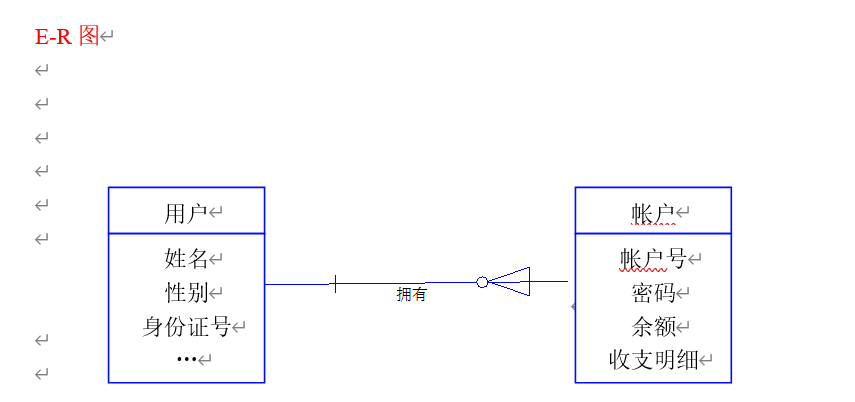 E-R 图
用户
姓名
性别
身份证号
…
拥有
帐户
帐户号
密码
余额
收支明细